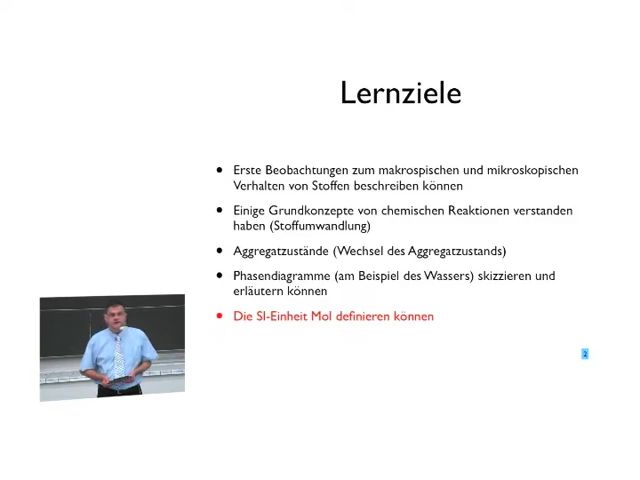 Lernziele
• Erste Beobachtungen zum makrospischen und mikroskopischen
Verhalten von Stoffen beschreiben können
• Einige Grundkonzepte von chemischen Reaktionen verstanden
haben (Stoffumwandlung)
• Aggregatzustände (Wechsel des Aggregatzustands)
• Phasendiagramme (am Beispiel des Wassers) skizzieren und
erläutern können
• Die SI-Einheit Mol definieren können
2